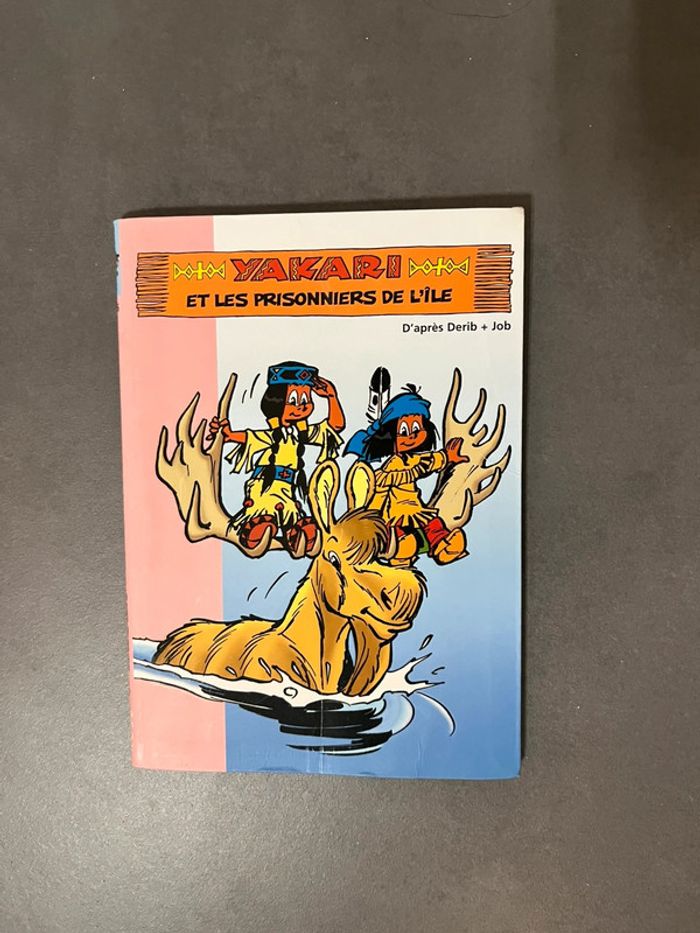 YAKARI
ET LES PRISONNIERS DE L'ÎLE
D'après Derib + Job